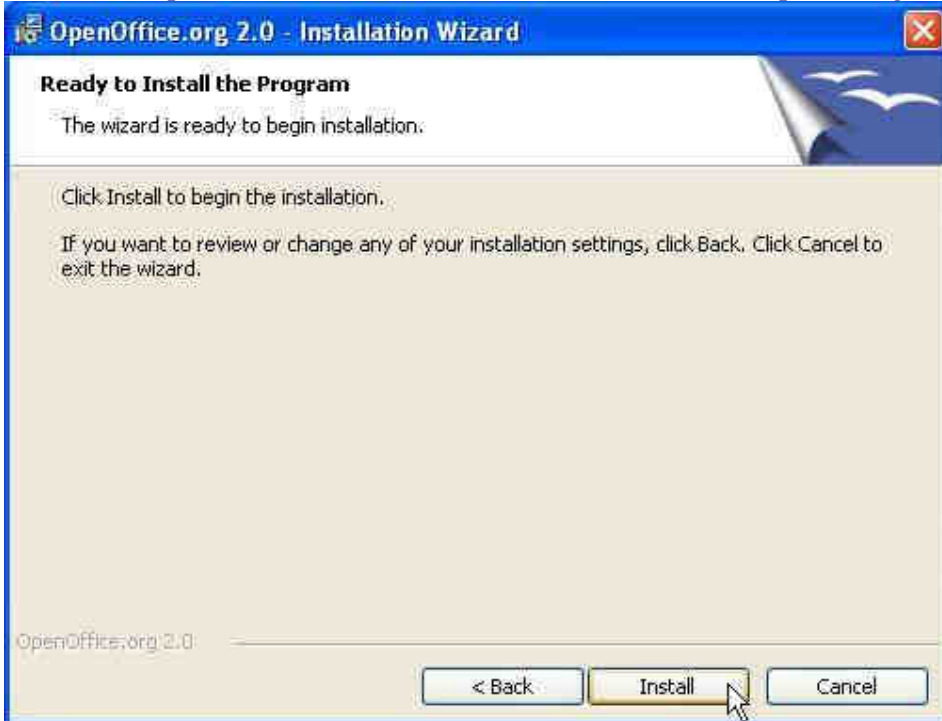 OpenOffice.org 2.0 - Installation Wizard
Ready to Install the Program
The wizard is ready to begin installation.
Click Install to begin the installation.
If you want to review or change any of your installation settings, click Back. Click Cancel to
exit the wizard.
OpenOffice.org 2.0
< Back Install Cancel